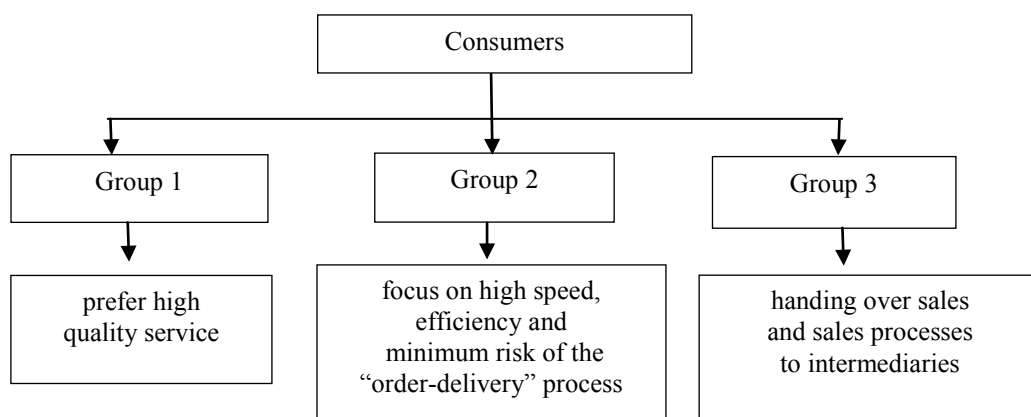 Consumers
Group 1
Group 2
Group 3
prefer high
quality service
focus on high speed,
efficiency and
minimum risk of the
“order-delivery” process
handing over sales
and sales processes
to intermediaries